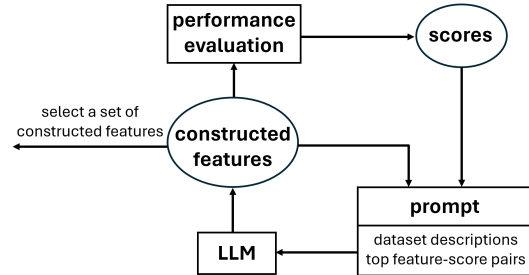 performance
evaluation
scores
select a set of
constructed features
constructed
features
prompt
dataset descriptions
top feature-score pairs
LLM